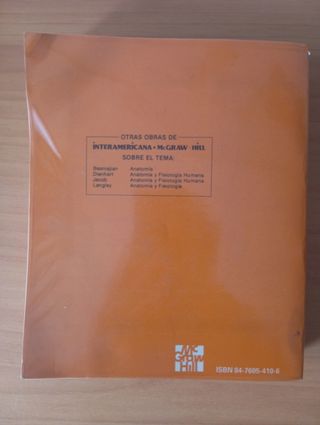 OTRAS OBRAS DE
INTERAMERICANA • McGRAW-HILL
SOBRE EL TEMA:
Anatomía
Dienhart Anatomía y Fisiología Humana
Jacob Anatomía y Fisiología Humana
Langley Anatomía y Fisiología
Mc
Graw
Hill
ISBN 84-7605-410-6